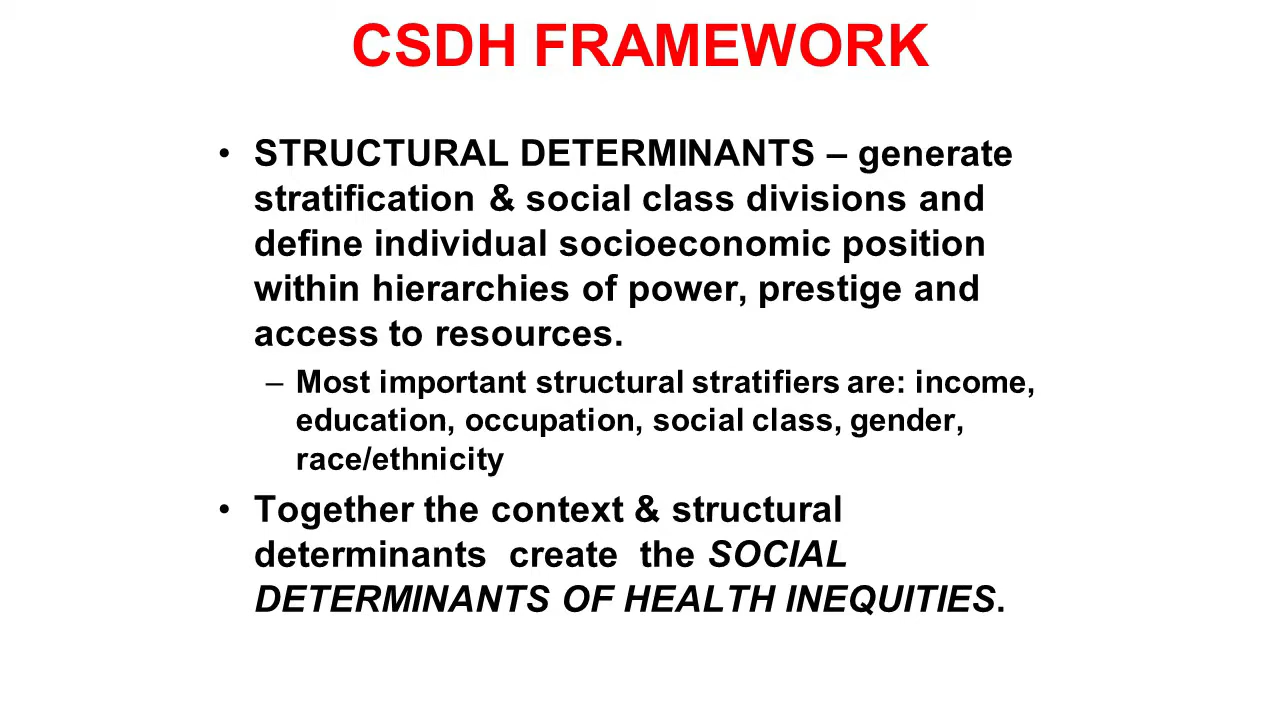 CSDH FRAMEWORK
• STRUCTURAL DETERMINANTS – generate
stratification & social class divisions and
define individual socioeconomic position
within hierarchies of power, prestige and
access to resources.
– Most important structural stratifiers are: income,
education, occupation, social class, gender,
race/ethnicity
• Together the context & structural
determinants create the SOCIAL
DETERMINANTS OF HEALTH INEQUITIES.